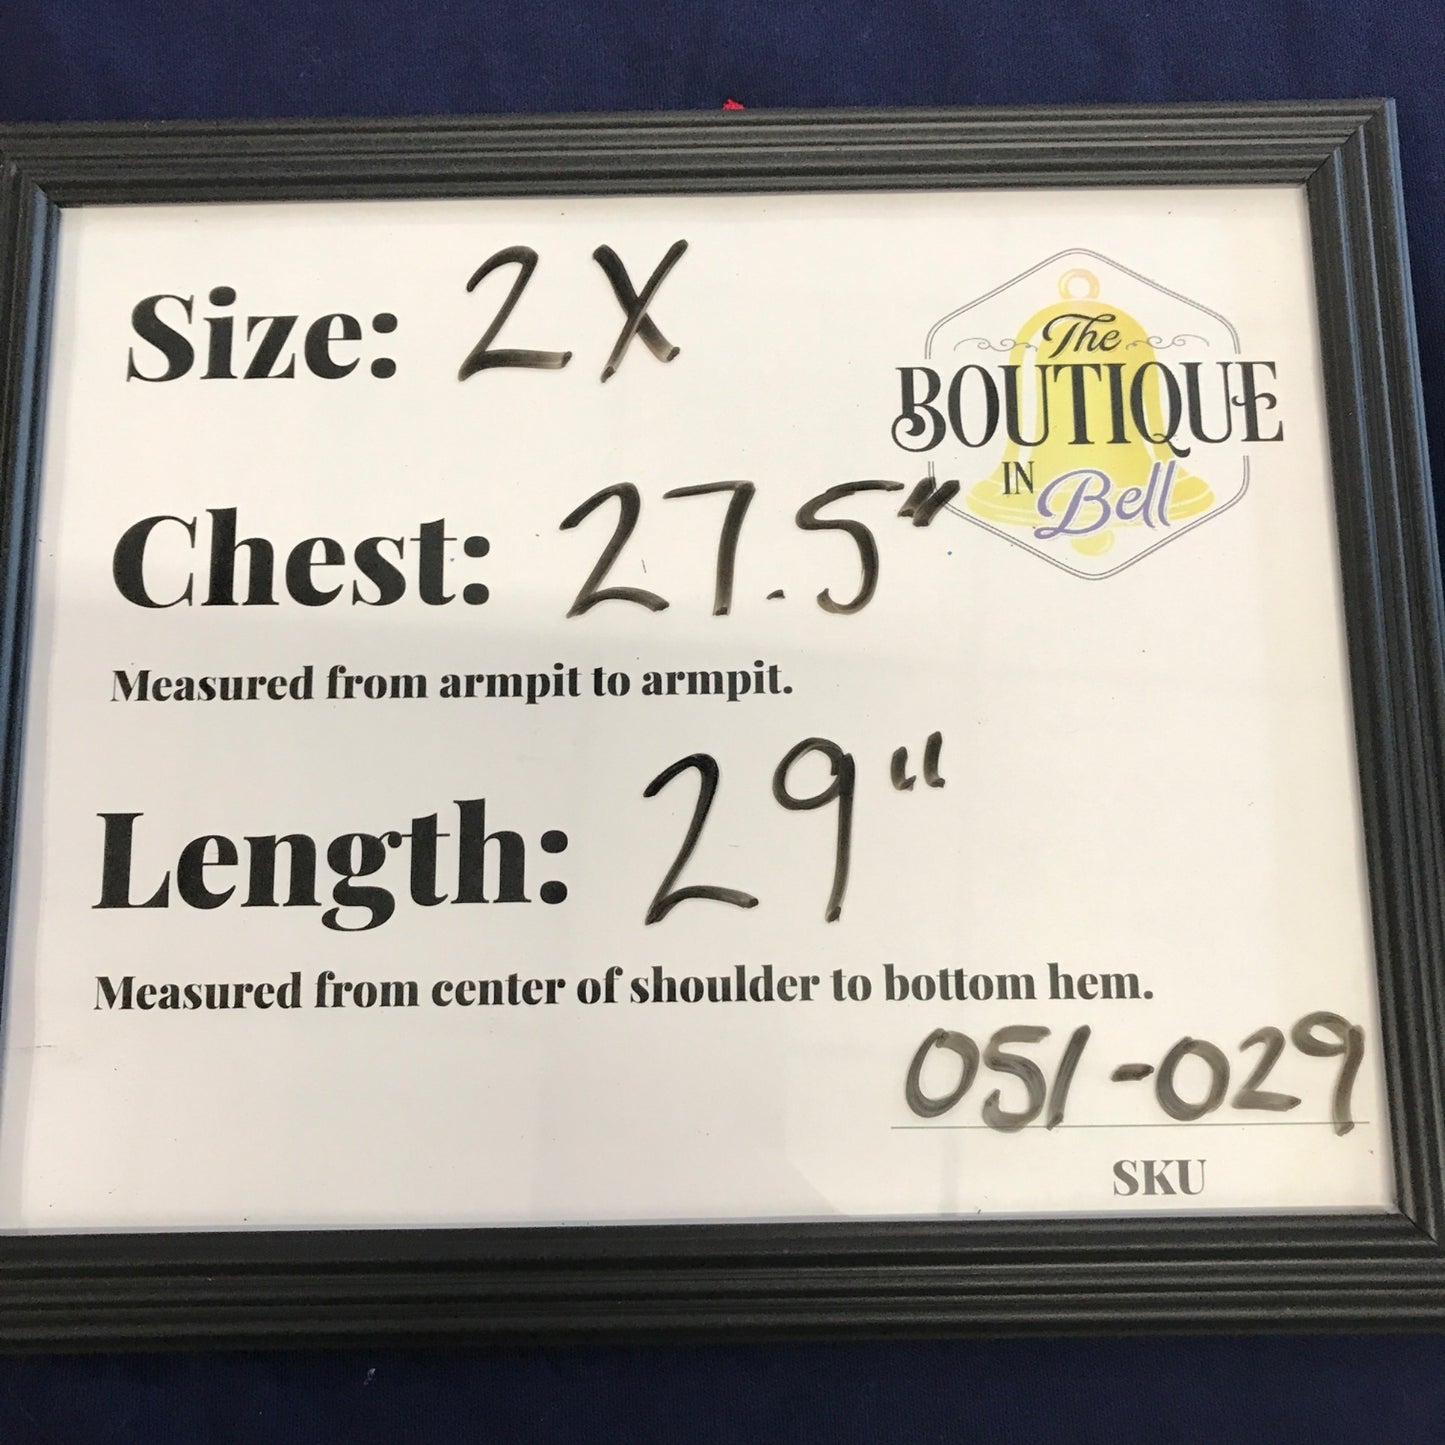 Size: 2X
The
BOUTIQUE
IN Bell
Chest: 27.5"
Measured from armpit to armpit.
Length: 29"
Measured from center of shoulder to bottom hem.
051-029
SKU